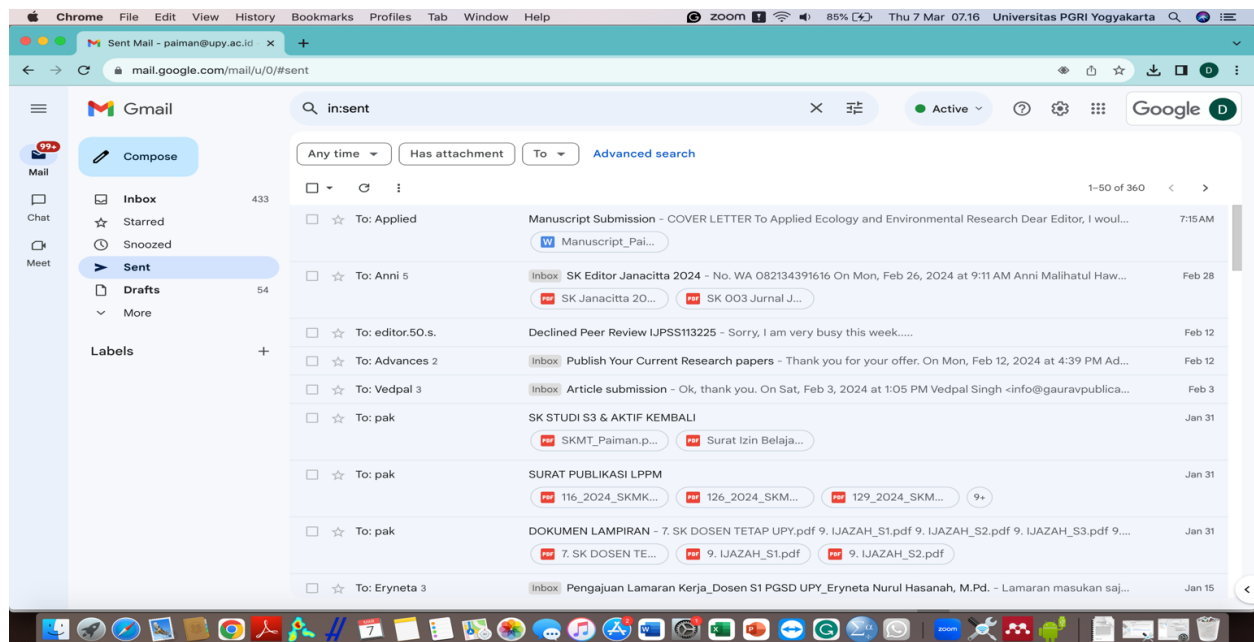 Chrome File Edit View History Bookmarks Profiles Tab Window Help zoom 85% Thu 7 Mar 07.16 Universitas PGRI Yogyakarta
Sent Mail - paiman@upy.ac.id
mail.google.com/mail/u/0/#sent
D
Gmail
in:sent
Active
Google D
99+
Mail
Chat
Meet
Compose
Inbox 433
Starred
Snoozed
Sent
Drafts 54
More
Labels
Any time Has attachment To Advanced search
1–50 of 360
To: Applied Manuscript Submission - COVER LETTER To Applied Ecology and Environmental Research Dear Editor, I woul... 7:15 AM
W Manuscript_Pai...
To: Anni 5 Inbox SK Editor Janacitta 2024 - No. WA 082134391616 On Mon, Feb 26, 2024 at 9:11 AM Anni Malihatul Haw... Feb 28
PDF SK Janacitta 20... PDF SK 003 Jurnal J...
To: editor.50.s. Declined Peer Review IJPSS113225 - Sorry, I am very busy this week..... Feb 12
To: Advances 2 Inbox Publish Your Current Research papers - Thank you for your offer. On Mon, Feb 12, 2024 at 4:39 PM Ad... Feb 12
To: Vedpal 3 Inbox Article submission - Ok, thank you. On Sat, Feb 3, 2024 at 1:05 PM Vedpal Singh <info@gauravpublica... Feb 3
To: pak SK STUDI S3 & AKTIF KEMBALI Jan 31
PDF SKMT_Paiman.p... PDF Surat Izin Belaja...
To: pak SURAT PUBLIKASI LPPM Jan 31
PDF 116_2024_SKMK... PDF 126_2024_SKM... PDF 129_2024_SKM... 9+
To: pak DOKUMEN LAMPIRAN - 7. SK DOSEN TETAP UPY.pdf 9. IJAZAH_S1.pdf 9. IJAZAH_S2.pdf 9. IJAZAH_S3.pdf 9.... Jan 31
PDF 7. SK DOSEN TE... PDF 9. IJAZAH_S1.pdf PDF 9. IJAZAH_S2.pdf
To: Eryneta 3 Inbox Pengajuan Lamaran Kerja_Dosen S1 PGSD UPY_Eryneta Nurul Hasanah, M.Pd. - Lamaran masukan saj... Jan 15
7 zoom